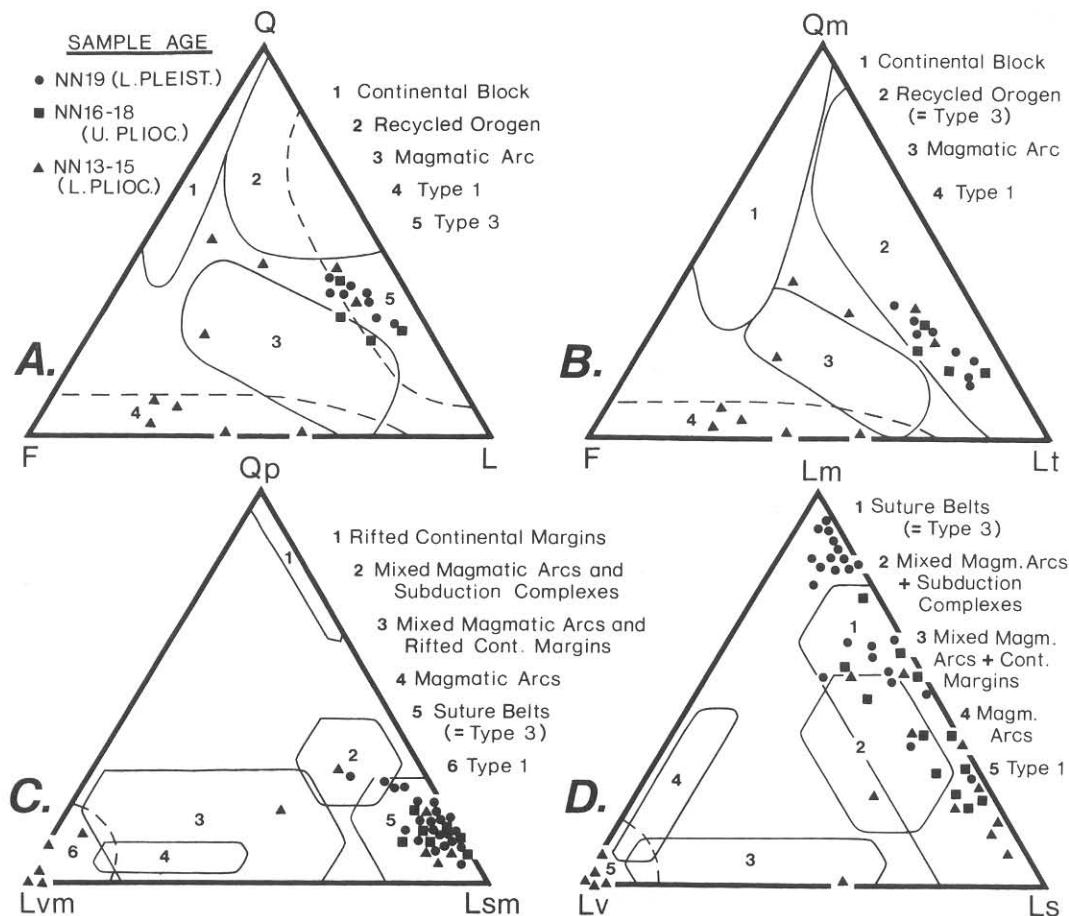 SAMPLE AGE
● NN19 (L. PLEIST.)
■ NN16-18
(U. PLIOC.)
▲ NN13-15
(L. PLIOC.)
A.
Q
F
L
1
2
3
4
5
1 Continental Block
2 Recycled Orogen
3 Magmatic Arc
4 Type 1
5 Type 3
B.
Qm
F
Lt
1
2
3
4
1 Continental Block
2 Recycled Orogen
(= Type 3)
3 Magmatic Arc
4 Type 1
C.
Qp
Lvm
Lsm
1
2
3
4
5
6
1 Rifted Continental Margins
2 Mixed Magmatic Arcs and
Subduction Complexes
3 Mixed Magmatic Arcs and
Rifted Cont. Margins
4 Magmatic Arcs
5 Suture Belts
(= Type 3)
6 Type 1
D.
Lm
Lv
Ls
1
2
3
4
5
1 Suture Belts
(= Type 3)
2 Mixed Magm. Arcs
+ Subduction
Complexes
3 Mixed Magm.
Arcs + Cont.
Margins
4 Magm.
Arcs
5 Type 1